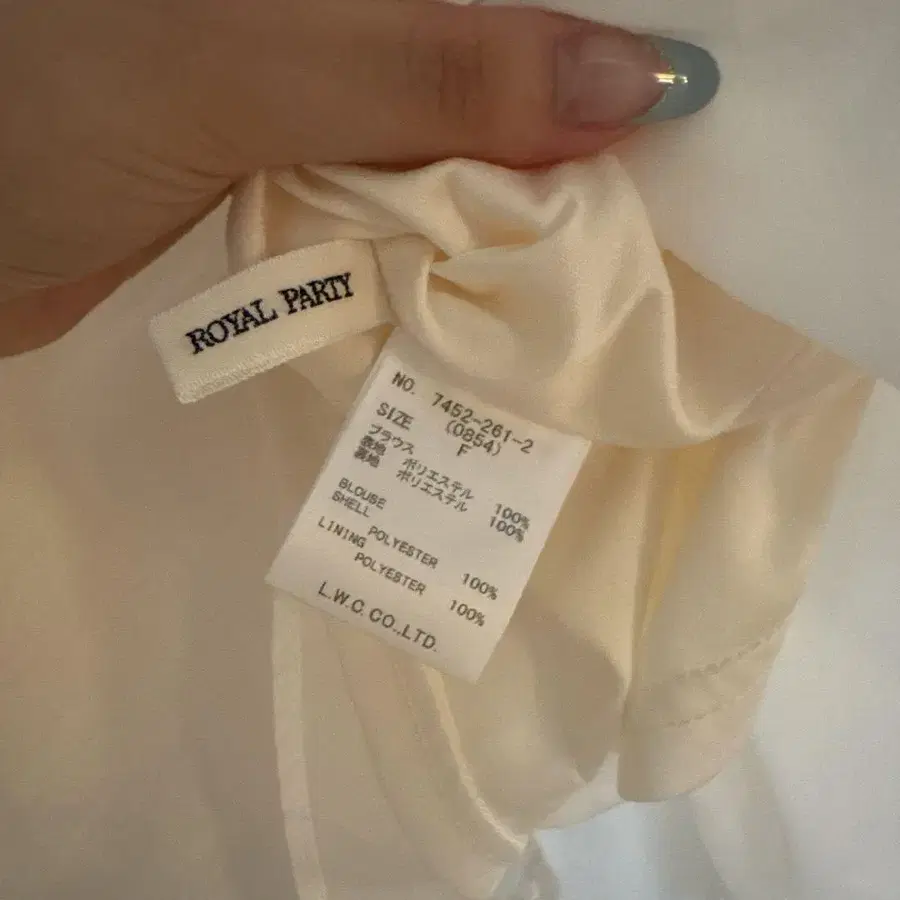 ROYAL PARTY
NO. 7452-261-2
(0854)
SIZE F
ブラウス
表地 ポリエステル 100%
裏地 ポリエステル 100%
BLOUSE
SHELL
POLYESTER 100%
LINING
POLYESTER 100%
L.W.C. CO.,LTD.